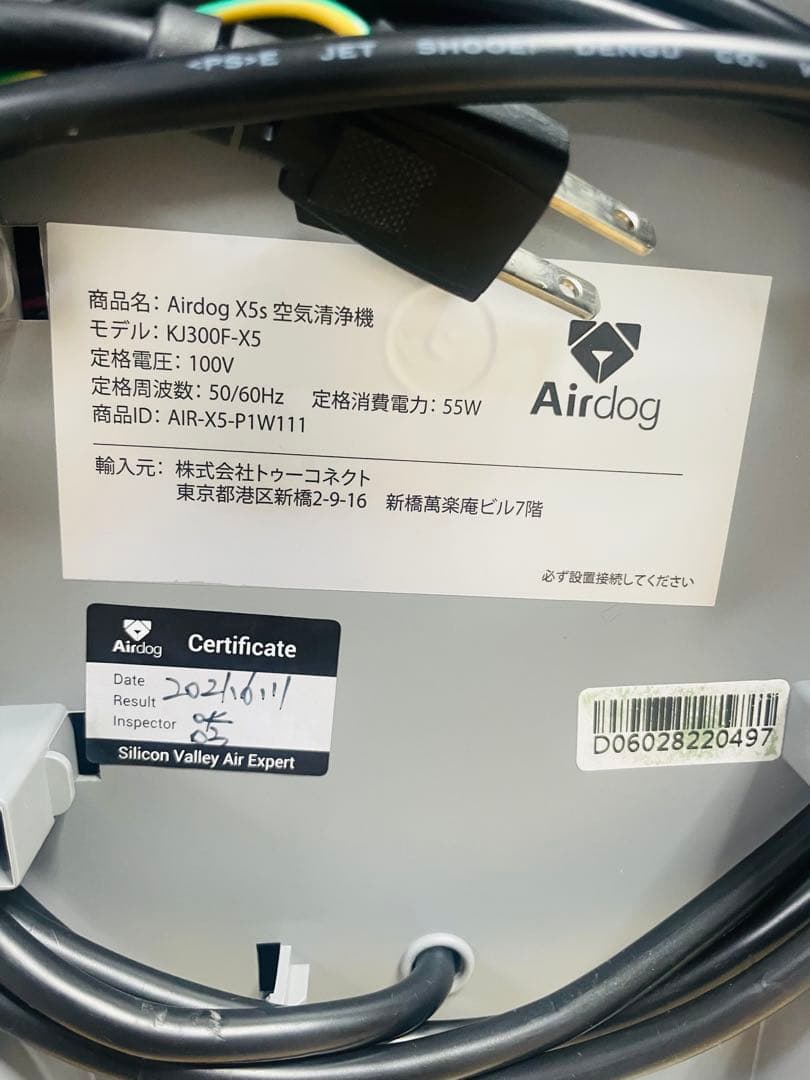 <PS>E JET SHOOEI DENGU CO.
商品名: Airdog X5s 空気清浄機
モデル: KJ300F-X5
定格電圧: 100V
定格周波数: 50/60Hz 定格消費電力: 55W
商品ID: AIR-X5-P1W111
Airdog
輸入元: 株式会社トゥーコネクト
東京都港区新橋2-9-16 新橋萬楽庵ビル7階
必ず設置接続してください
Airdog Certificate
Date 2021.6.11
Result OK
Inspector 03
Silicon Valley Air Expert
D06028220497